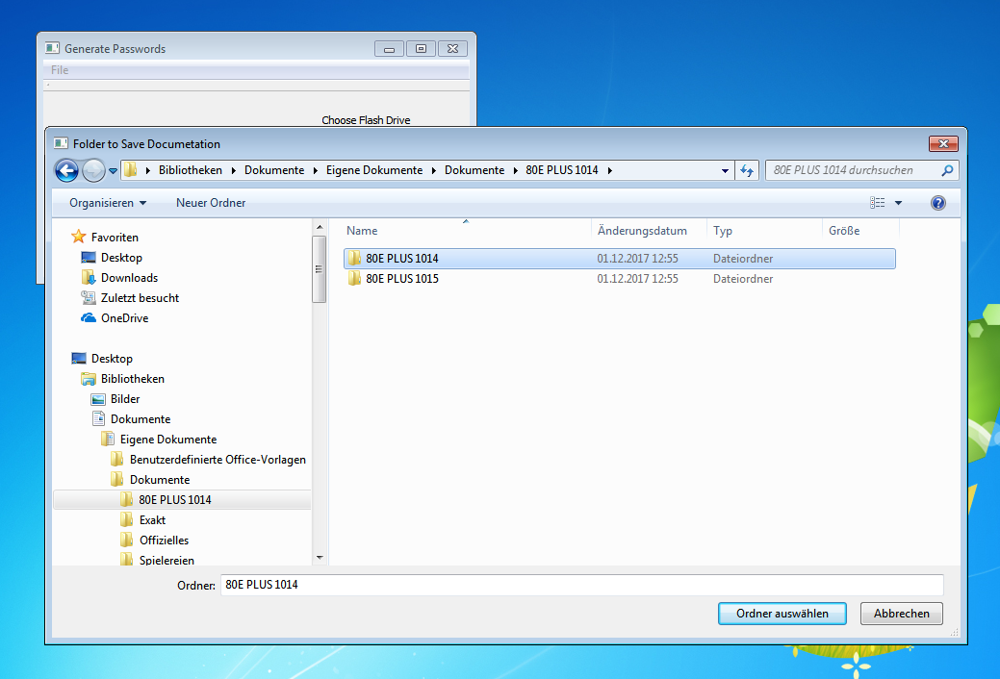 Generate Passwords
File
Choose Flash Drive
Folder to Save Documetation
Bibliotheken Dokumente Eigene Dokumente Dokumente 80E PLUS 1014 80E PLUS 1014 durchsuchen
Organisieren Neuer Ordner
Name Änderungsdatum Typ Größe
Favoriten
Desktop
Downloads
Zuletzt besucht
OneDrive
Desktop
Bibliotheken
Bilder
Dokumente
Eigene Dokumente
Benutzerdefinierte Office-Vorlagen
Dokumente
80E PLUS 1014
Exakt
Offizielles
Spielereien
80E PLUS 1014 01.12.2017 12:55 Dateiordner
80E PLUS 1015 01.12.2017 12:55 Dateiordner
Ordner: 80E PLUS 1014
Ordner auswählen Abbrechen